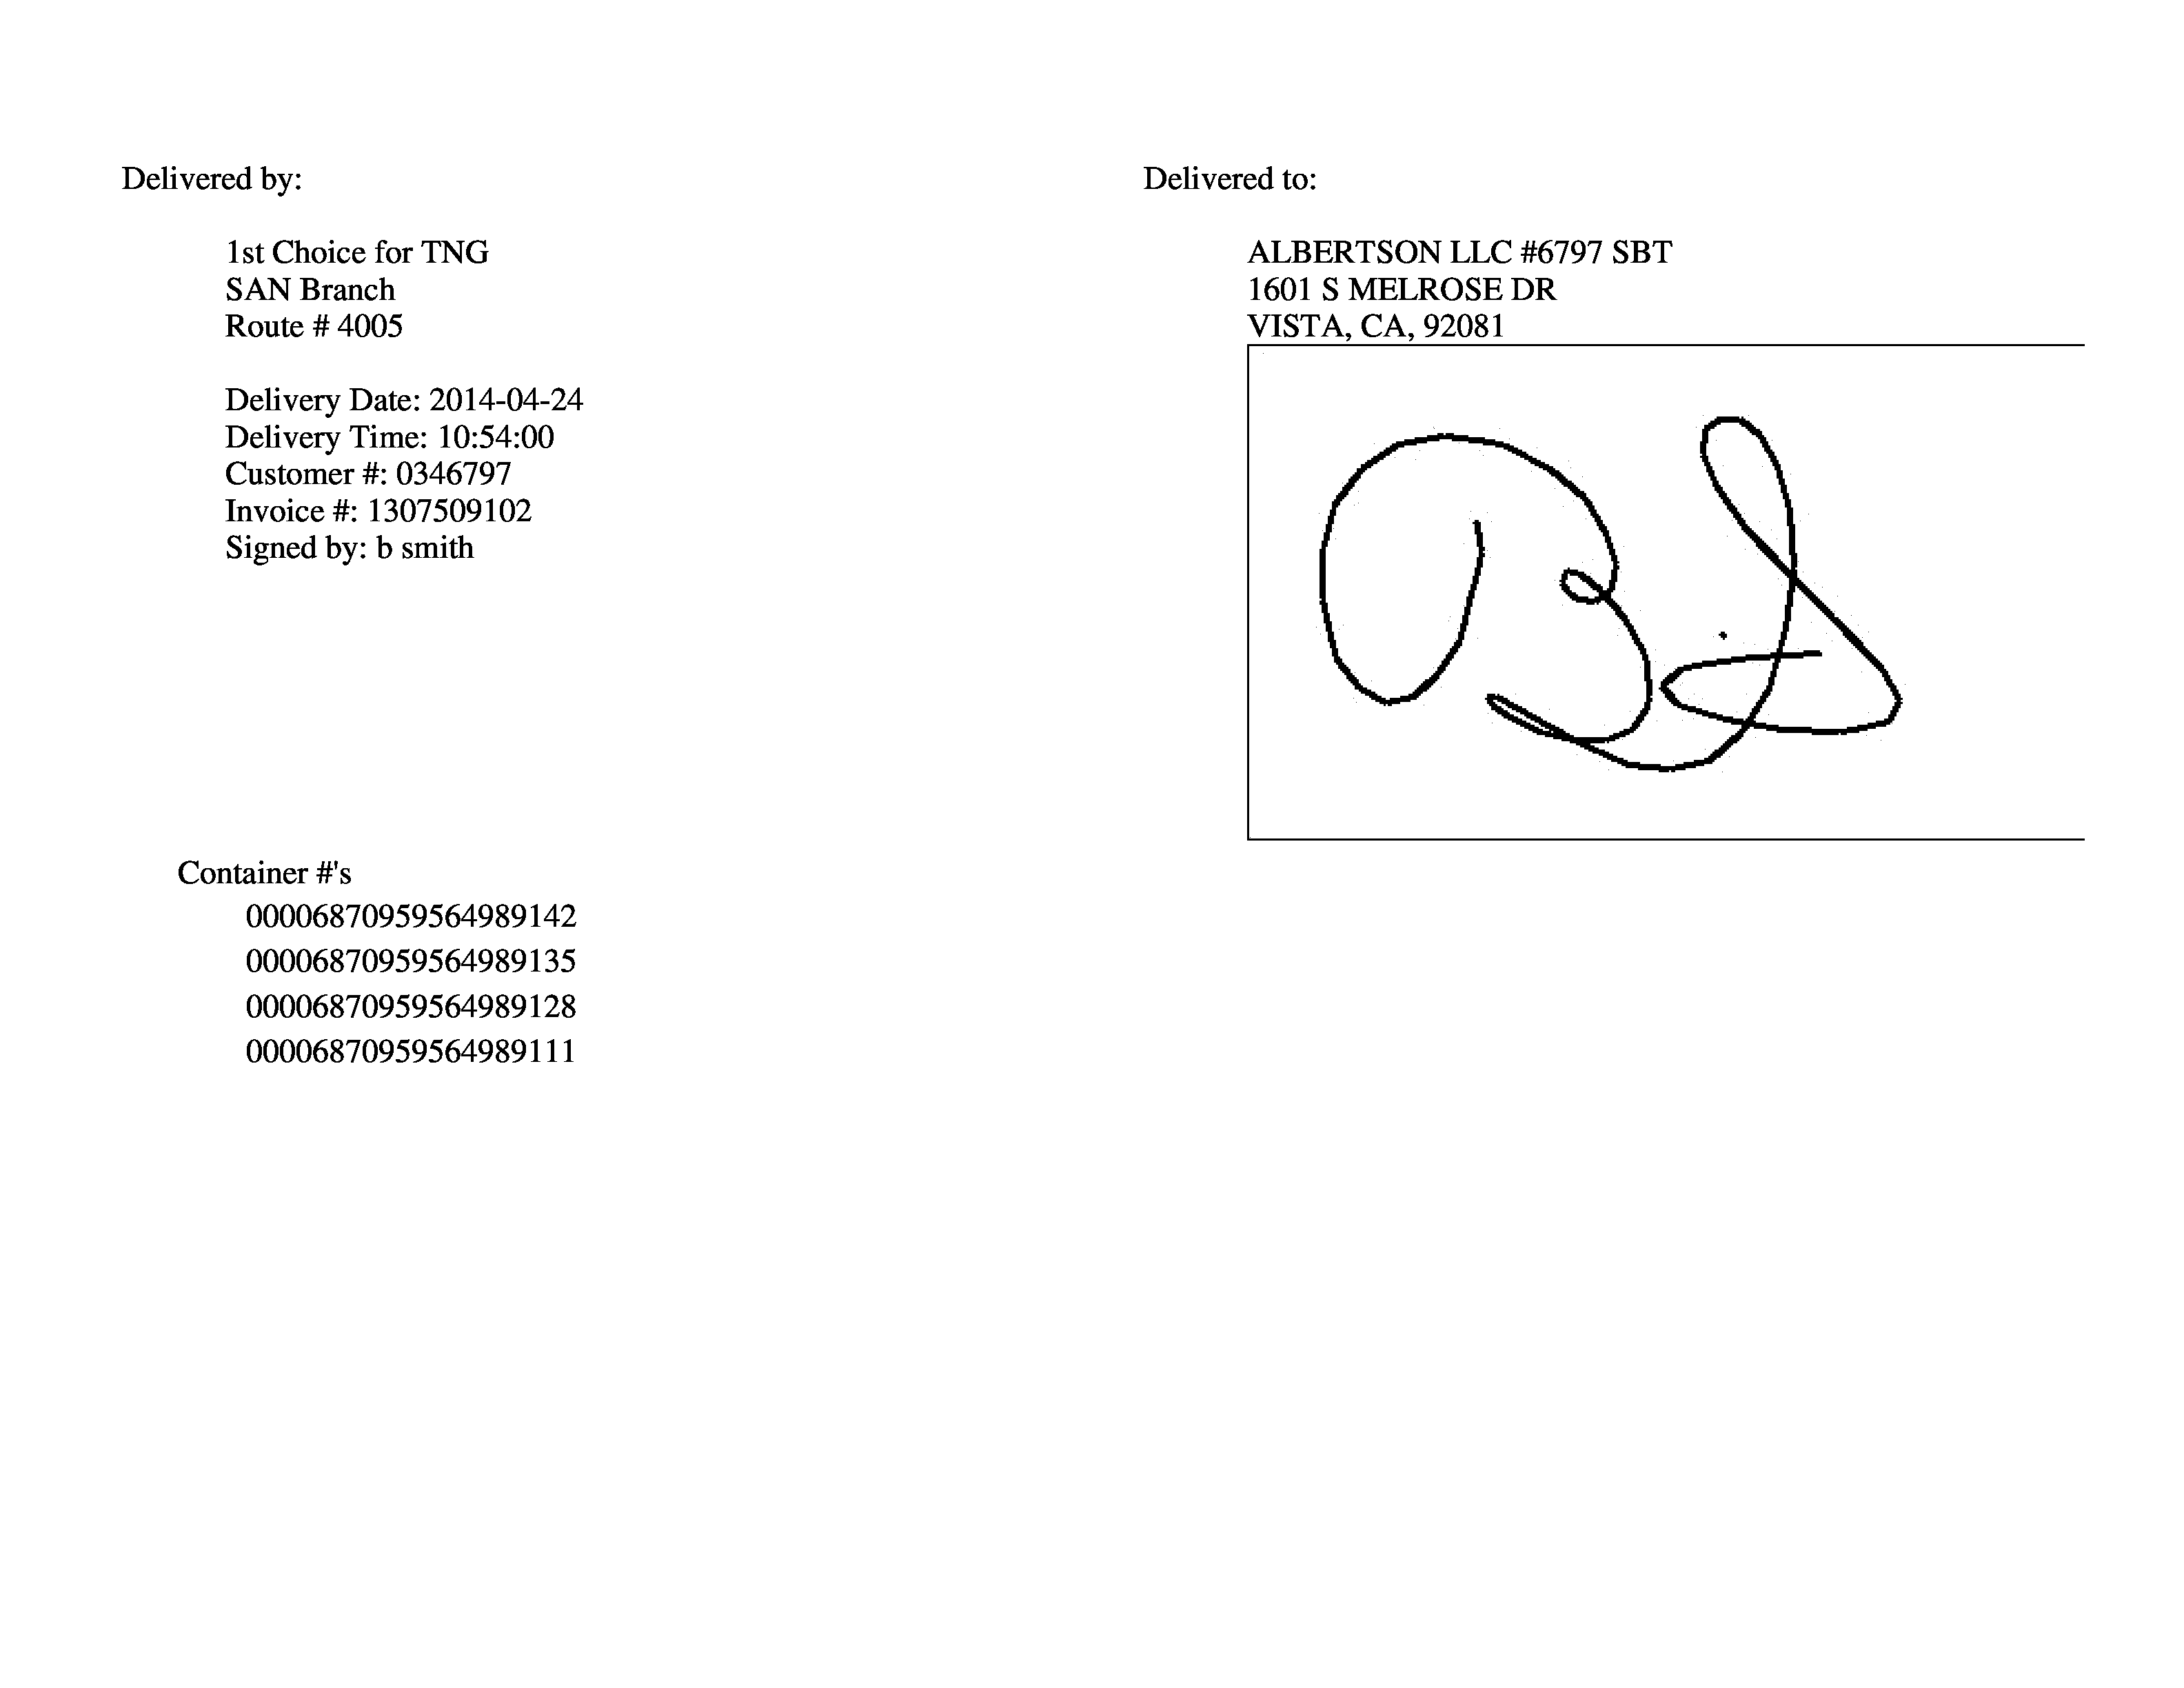 Delivered by:
1st Choice for TNG
SAN Branch
Route # 4005
Delivery Date: 2014-04-24
Delivery Time: 10:54:00
Customer #: 0346797
Invoice #: 1307509102
Signed by: b smith
Delivered to:
ALBERTSON LLC #6797 SBT
1601 S MELROSE DR
VISTA, CA, 92081
Container #'s
00006870959564989142
00006870959564989135
00006870959564989128
00006870959564989111